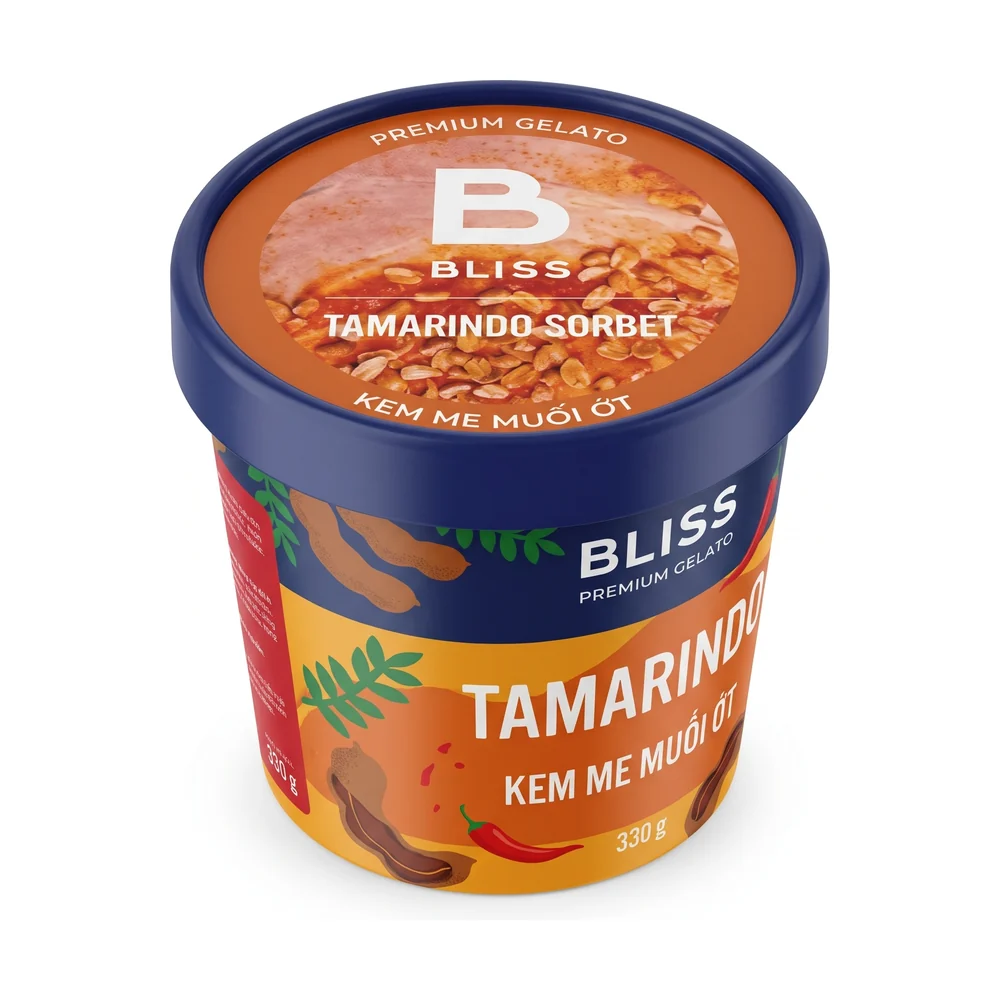 PREMIUM GELATO
B
BLISS
TAMARINDO SORBET
KEM ME MUỐI ỚT
BLISS
PREMIUM GELATO
TAMARINDO
KEM ME MUỐI ỚT
330 g
330 g